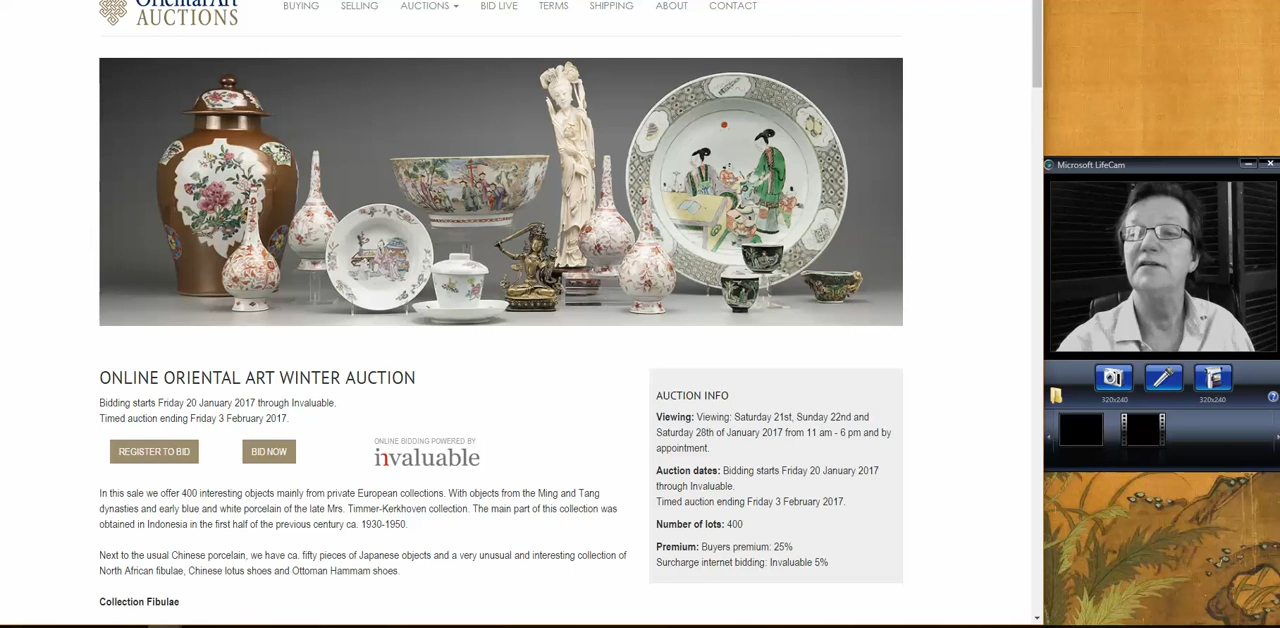 OrientalArt
AUCTIONS
BUYING SELLING AUCTIONS BID LIVE TERMS SHIPPING ABOUT CONTACT
Microsoft LifeCam
320x240 320x240
ONLINE ORIENTAL ART WINTER AUCTION
Bidding starts Friday 20 January 2017 through Invaluable.
Timed auction ending Friday 3 February 2017.
REGISTER TO BID
BID NOW
ONLINE BIDDING POWERED BY
invaluable
In this sale we offer 400 interesting objects mainly from private European collections. With objects from the Ming and Tang
dynasties and early blue and white porcelain of the late Mrs. Timmer-Kerkhoven collection. The main part of this collection was
obtained in Indonesia in the first half of the previous century ca. 1930-1950.
Next to the usual Chinese porcelain, we have ca. fifty pieces of Japanese objects and a very unusual and interesting collection of
North African fibulae, Chinese lotus shoes and Ottoman Hammam shoes.
Collection Fibulae
AUCTION INFO
Viewing: Viewing: Saturday 21st, Sunday 22nd and
Saturday 28th of January 2017 from 11 am - 6 pm and by
appointment.
Auction dates: Bidding starts Friday 20 January 2017
through Invaluable.
Timed auction ending Friday 3 February 2017.
Number of lots: 400
Premium: Buyers premium: 25%
Surcharge internet bidding: Invaluable 5%